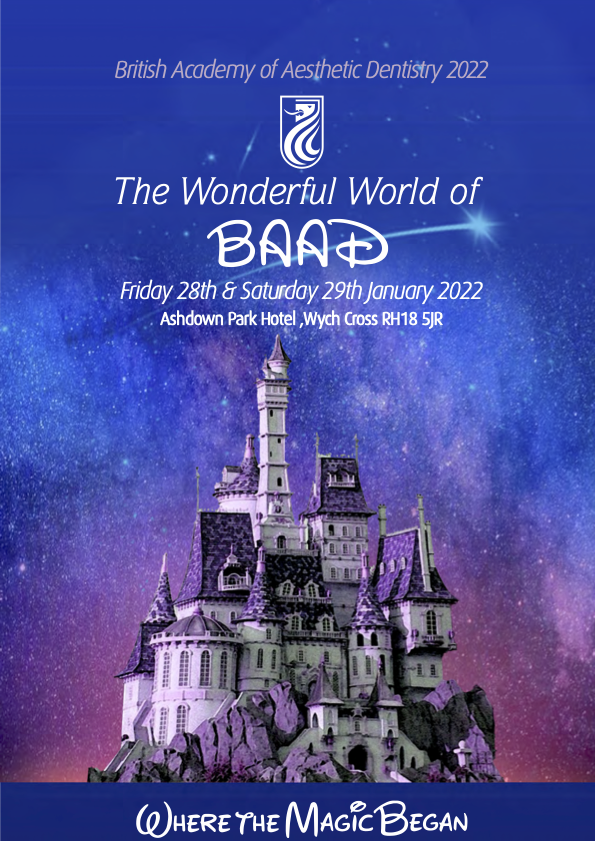 British Academy of Aesthetic Dentistry 2022
The Wonderful World of
BAAD
Friday 28th & Saturday 29th January 2022
Ashdown Park Hotel ,Wych Cross RH18 5JR
Where the Magic Began